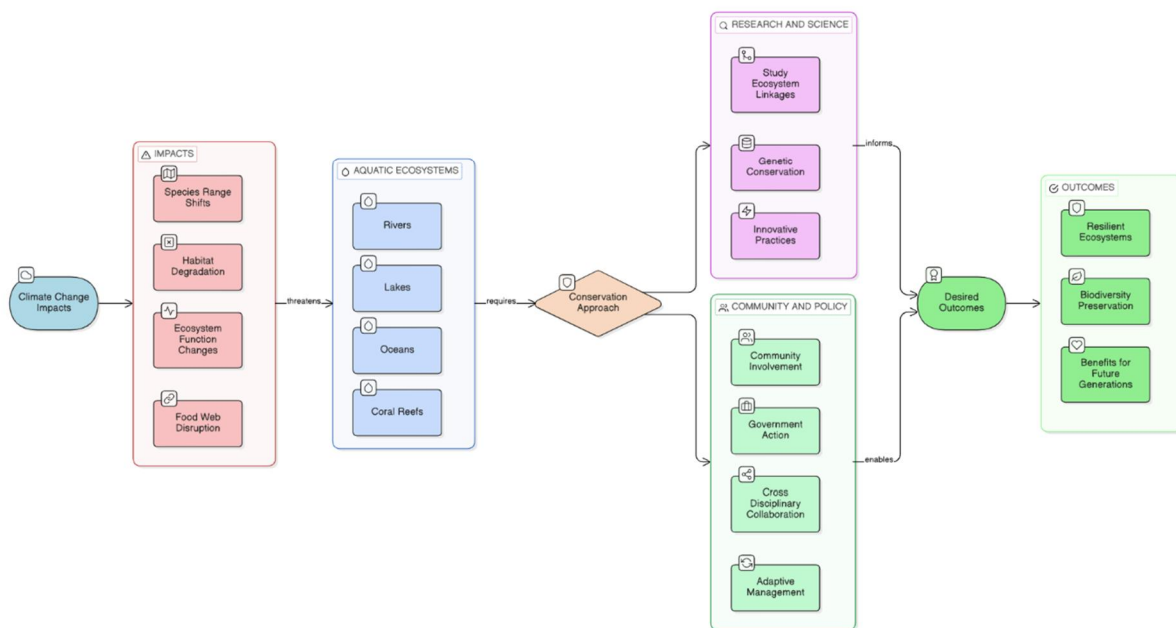 Climate Change
Impacts
IMPACTS
Species Range
Shifts
Habitat
Degradation
Ecosystem
Function
Changes
Food Web
Disruption
threatens
AQUATIC ECOSYSTEMS
Rivers
Lakes
Oceans
Coral Reefs
requires
Conservation
Approach
RESEARCH AND SCIENCE
Study
Ecosystem
Linkages
Genetic
Conservation
Innovative
Practices
informs
COMMUNITY AND POLICY
Community
Involvement
Government
Action
Cross
Disciplinary
Collaboration
Adaptive
Management
enables
Desired
Outcomes
OUTCOMES
Resilient
Ecosystems
Biodiversity
Preservation
Benefits for
Future
Generations